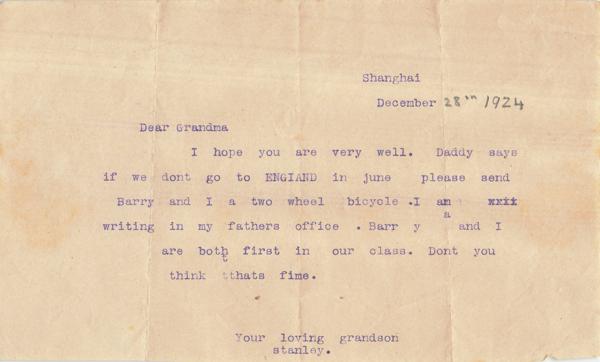 Shanghai
December 28th 1924
Dear Grandma
I hope you are very well. Daddy says
if we dont go to ENGIAND in june please send
Barry and I a two wheel bicycle .I am xxit
writing in my fathers office . Barr y a and I
are both first in our class. Dont you
think tthats fime.
Your loving grandson
stanley.